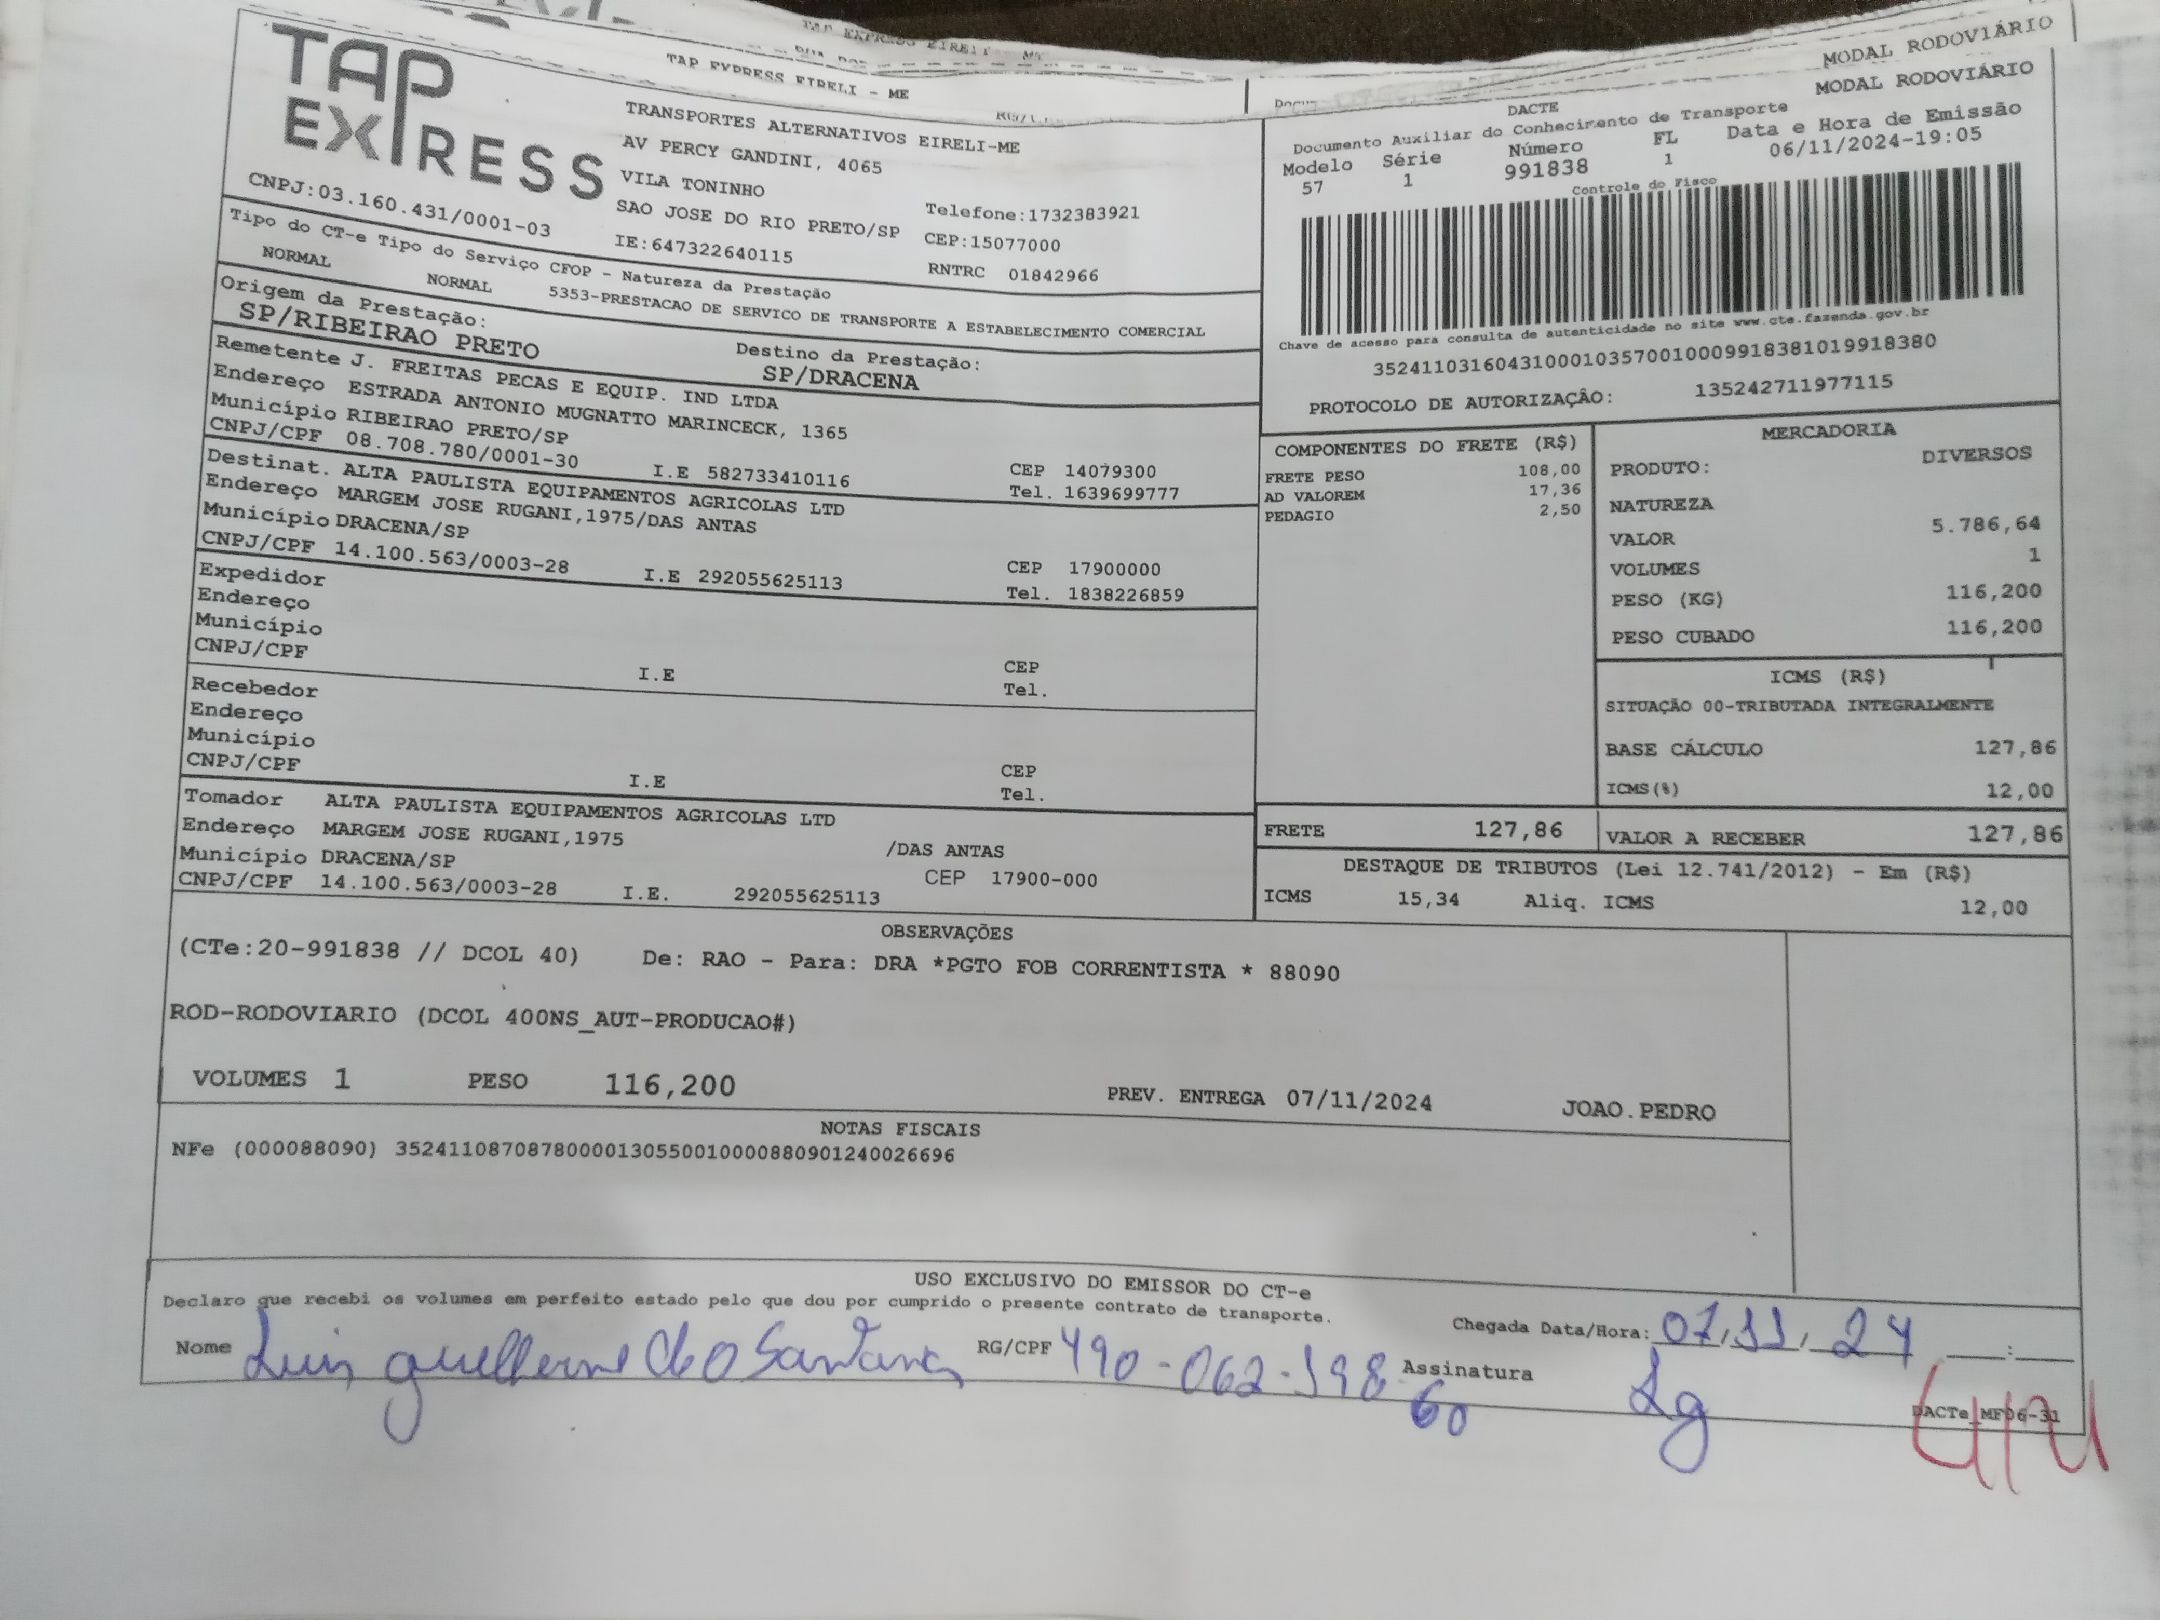 TAP EXPRESS EIRELI - ME
MODAL RODOVIÁRIO
TAP EXPRESS
TAP EXPRESS EIRELI - ME
MODAL RODOVIÁRIO
TRANSPORTES ALTERNATIVOS EIRELI-ME
AV PERCY GANDINI, 4065
VILA TONINHO
SAO JOSE DO RIO PRETO/SP
IE:647322640115
Telefone:1732383921
CEP:15077000
RNTRC 01842966
CNPJ:03.160.431/0001-03
DACTE
Documento Auxiliar do Conhecimento de Transporte
Modelo Série Número FL Data e Hora de Emissão
57 1 991838 1 06/11/2024-19:05
Controle do Fisco
Chave de acesso para consulta de autenticidade no site www.cte.fazenda.gov.br
35241103160431000103570010009918381019918380
PROTOCOLO DE AUTORIZAÇÂO: 135242711977115
Tipo do CT-e Tipo do Serviço CFOP - Natureza da Prestação
NORMAL NORMAL 5353-PRESTACAO DE SERVICO DE TRANSPORTE A ESTABELECIMENTO COMERCIAL
Origem da Prestação: Destino da Prestação:
SP/RIBEIRAO PRETO SP/DRACENA
Remetente J. FREITAS PECAS E EQUIP. IND LTDA
Endereço ESTRADA ANTONIO MUGNATTO MARINCECK, 1365
Município RIBEIRAO PRETO/SP CEP 14079300
CNPJ/CPF 08.708.780/0001-30 I.E 582733410116 Tel. 1639699777
Destinat. ALTA PAULISTA EQUIPAMENTOS AGRICOLAS LTD
Endereço MARGEM JOSE RUGANI,1975/DAS ANTAS
Município DRACENA/SP CEP 17900000
CNPJ/CPF 14.100.563/0003-28 I.E 292055625113 Tel. 1838226859
Expedidor
Endereço
Município CEP
CNPJ/CPF I.E Tel.
Recebedor
Endereço
Município CEP
CNPJ/CPF I.E Tel.
Tomador ALTA PAULISTA EQUIPAMENTOS AGRICOLAS LTD
Endereço MARGEM JOSE RUGANI,1975 /DAS ANTAS
Município DRACENA/SP CEP 17900-000
CNPJ/CPF 14.100.563/0003-28 I.E. 292055625113
COMPONENTES DO FRETE (R$)
FRETE PESO 108,00
AD VALOREM 17,36
PEDAGIO 2,50
MERCADORIA
PRODUTO: DIVERSOS
NATUREZA
VALOR 5.786,64
VOLUMES 1
PESO (KG) 116,200
PESO CUBADO 116,200
ICMS (R$)
SITUAÇÃO 00-TRIBUTADA INTEGRALMENTE
BASE CÁLCULO 127,86
ICMS(%) 12,00
FRETE 127,86 VALOR A RECEBER 127,86
DESTAQUE DE TRIBUTOS (Lei 12.741/2012) - Em (R$)
ICMS 15,34 Aliq. ICMS 12,00
OBSERVAÇÕES
(CTe:20-991838 // DCOL 40) De: RAO - Para: DRA *PGTO FOB CORRENTISTA * 88090
ROD-RODOVIARIO (DCOL 400NS_AUT-PRODUCAO#)
VOLUMES 1 PESO 116,200 PREV. ENTREGA 07/11/2024 JOAO.PEDRO
NOTAS FISCAIS
NFe (000088090) 35241108708780000130550010000880901240026696
USO EXCLUSIVO DO EMISSOR DO CT-e
Declaro que recebi os volumes em perfeito estado pelo que dou por cumprido o presente contrato de transporte.
Chegada Data/Hora: 07/11/24 :
Nome Luis guilherme de O Santana RG/CPF 490-062-198-60 Assinatura Lg
DACTe_MF06-31